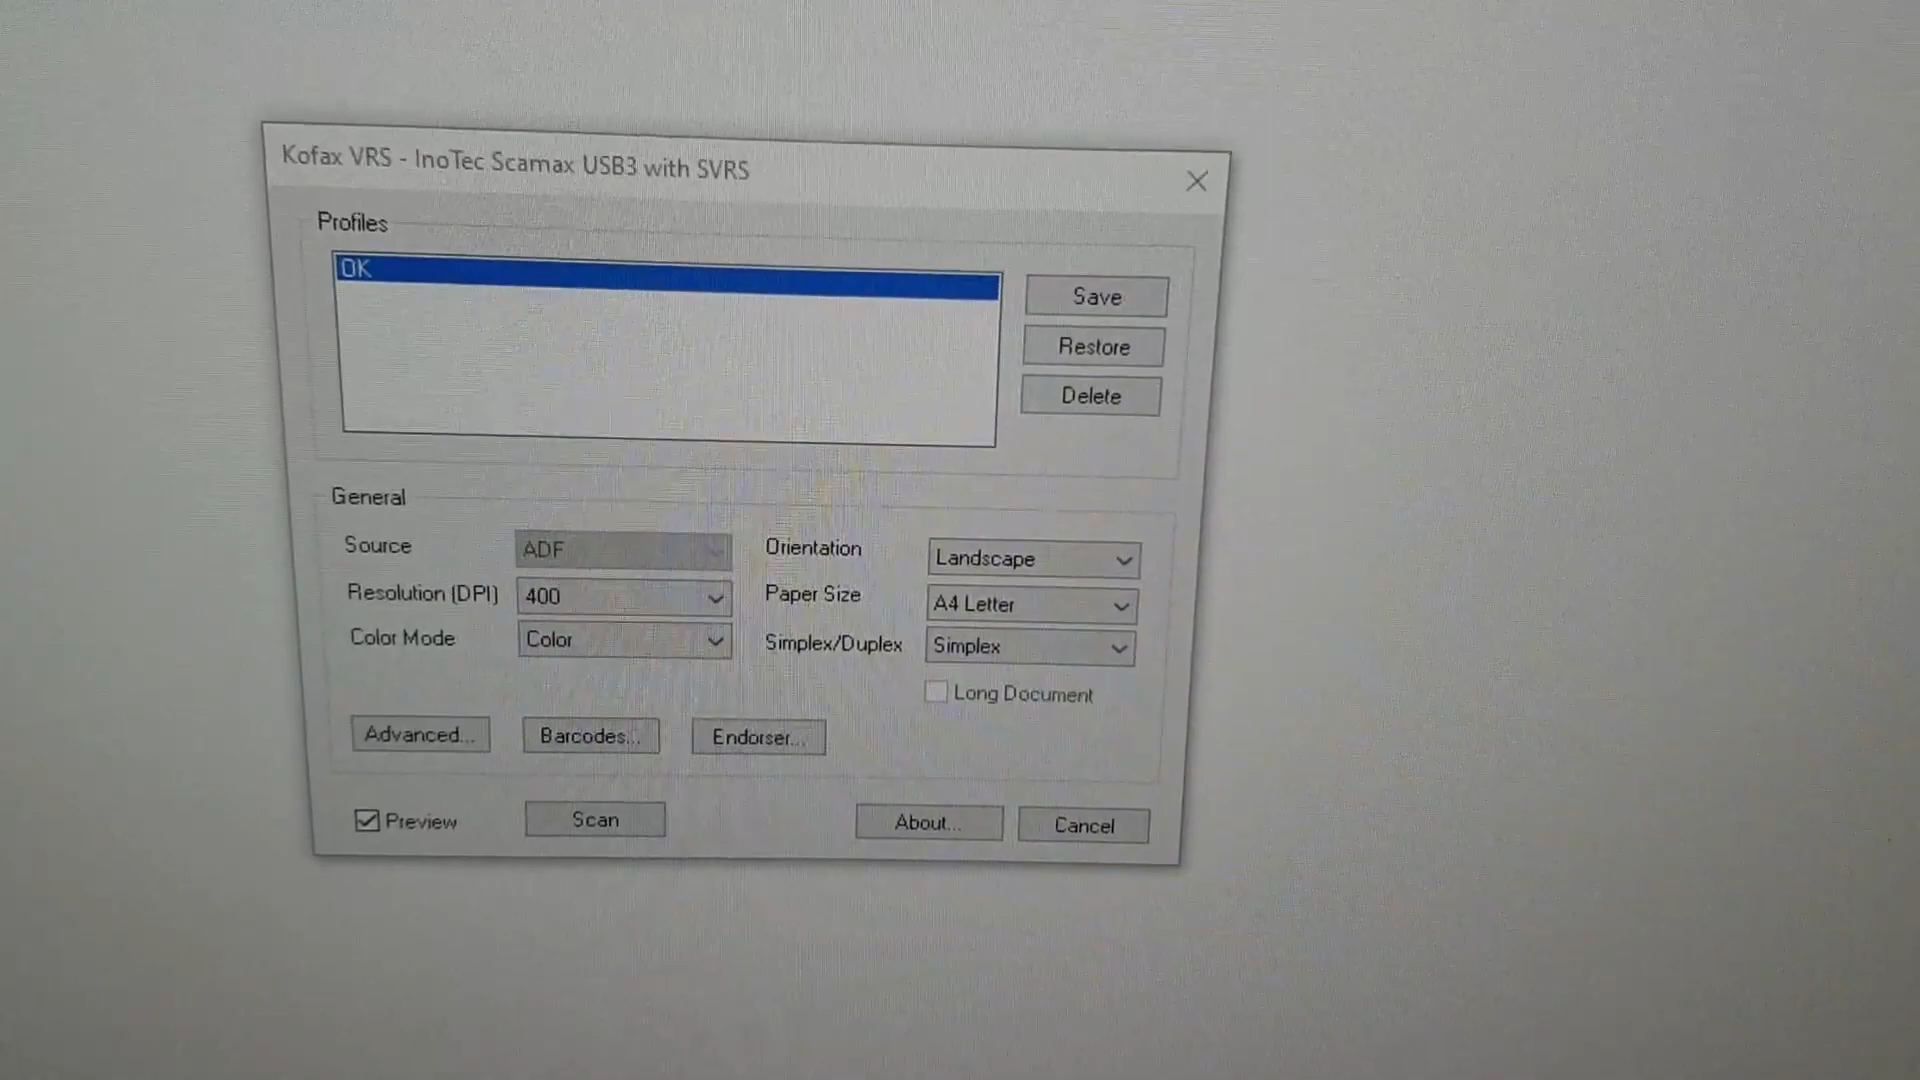 Kofax VRS - InoTec Scamax USB3 with SVRS
Profiles
OK
Save
Restore
Delete
General
Source ADF Orientation Landscape
Resolution (DPI) 400 Paper Size A4 Letter
Color Mode Color Simplex/Duplex Simplex
Long Document
Advanced... Barcodes... Endorser...
Preview Scan About... Cancel